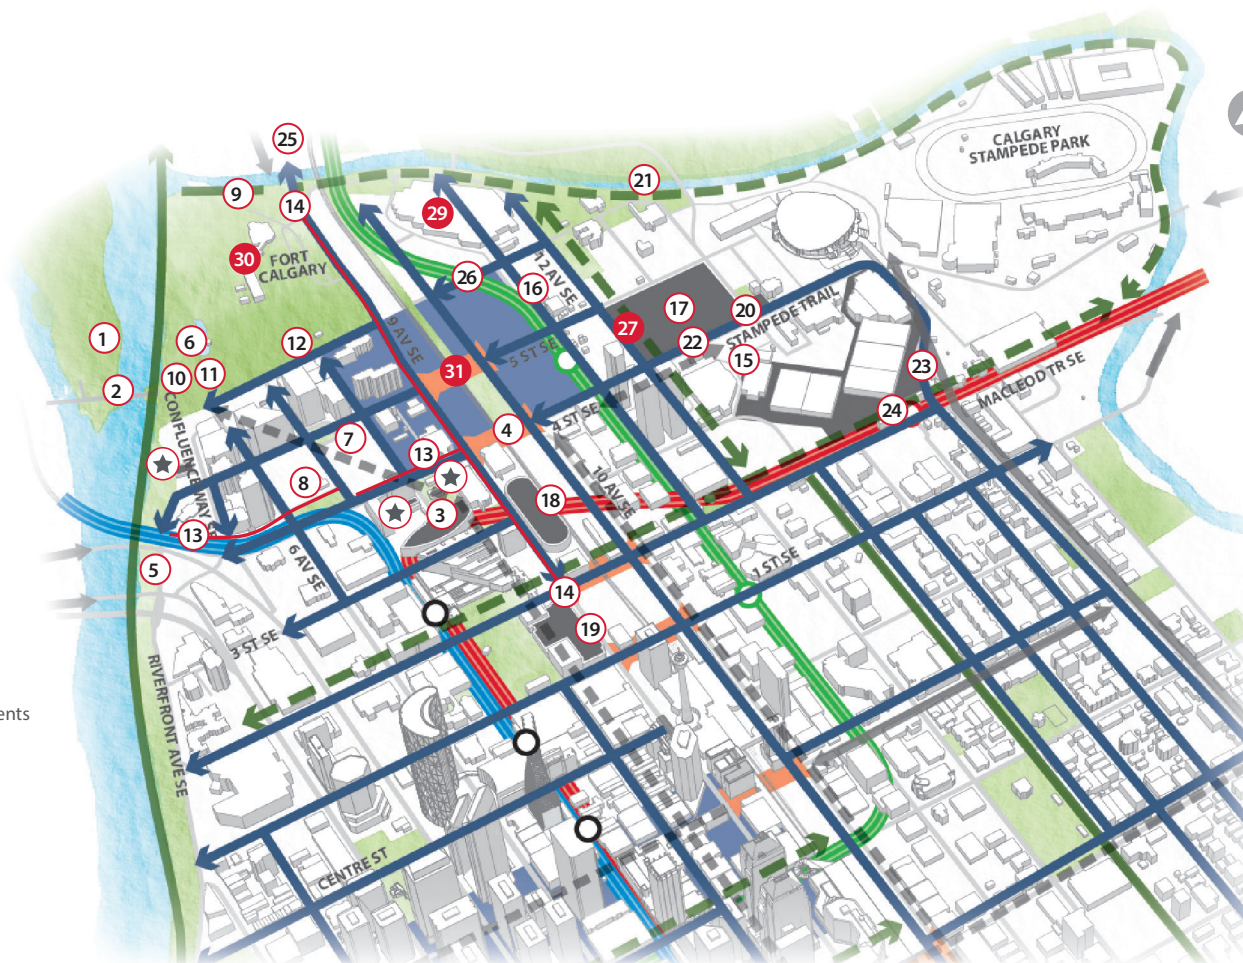 25
CALGARY
STAMPEDE PARK
21
9
14
29
30
FORT
CALGARY
12 AV SE
26
16
17
20
STAMPEDE TRAIL
27
22
1
6
12
9 AV SE
5 ST SE
15
2
10
11
31
23
MACLEOD TR SE
CONFLUENCE WAY SE
4 ST SE
24
7
13
4
10 AV SE
8
3
18
13
5
6 AV SE
1 ST SE
14
3 ST SE
19
RIVERFRONT AVE SE
ents
CENTRE ST